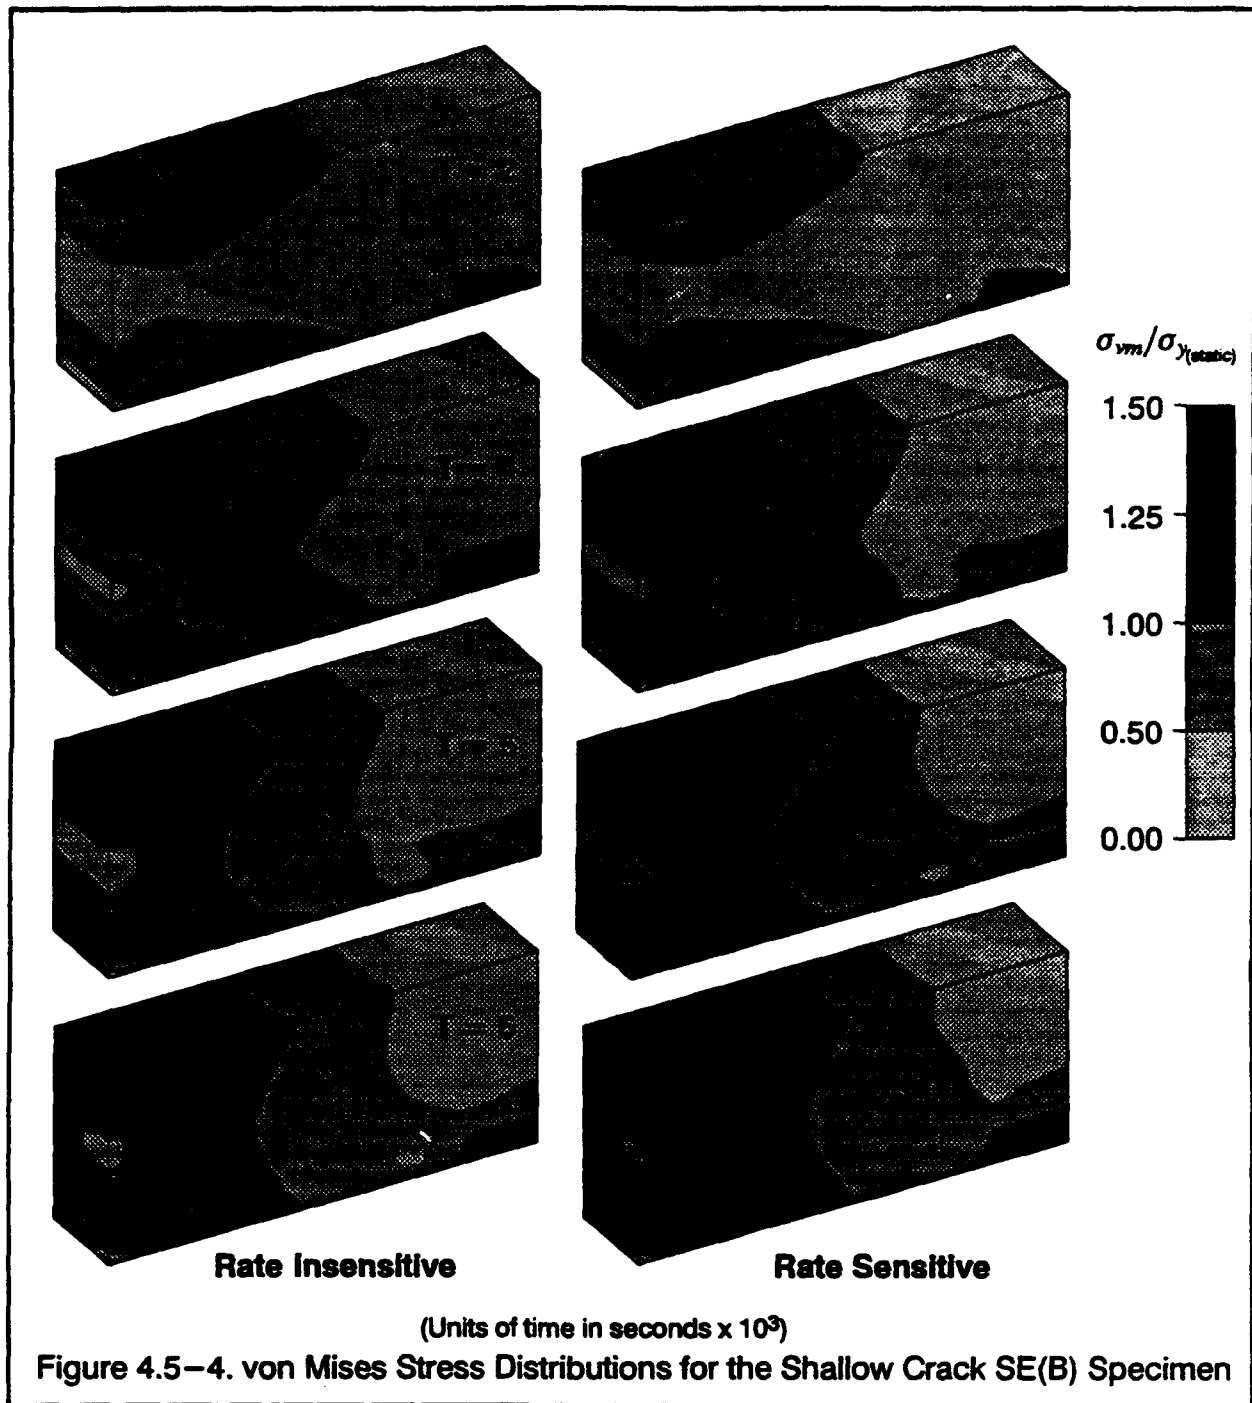 σvm/σy(static)
1.50
1.25
1.00
0.50
0.00
T = 6
Rate Insensitive
Rate Sensitive
(Units of time in seconds x 10³)
Figure 4.5−4. von Mises Stress Distributions for the Shallow Crack SE(B) Specimen